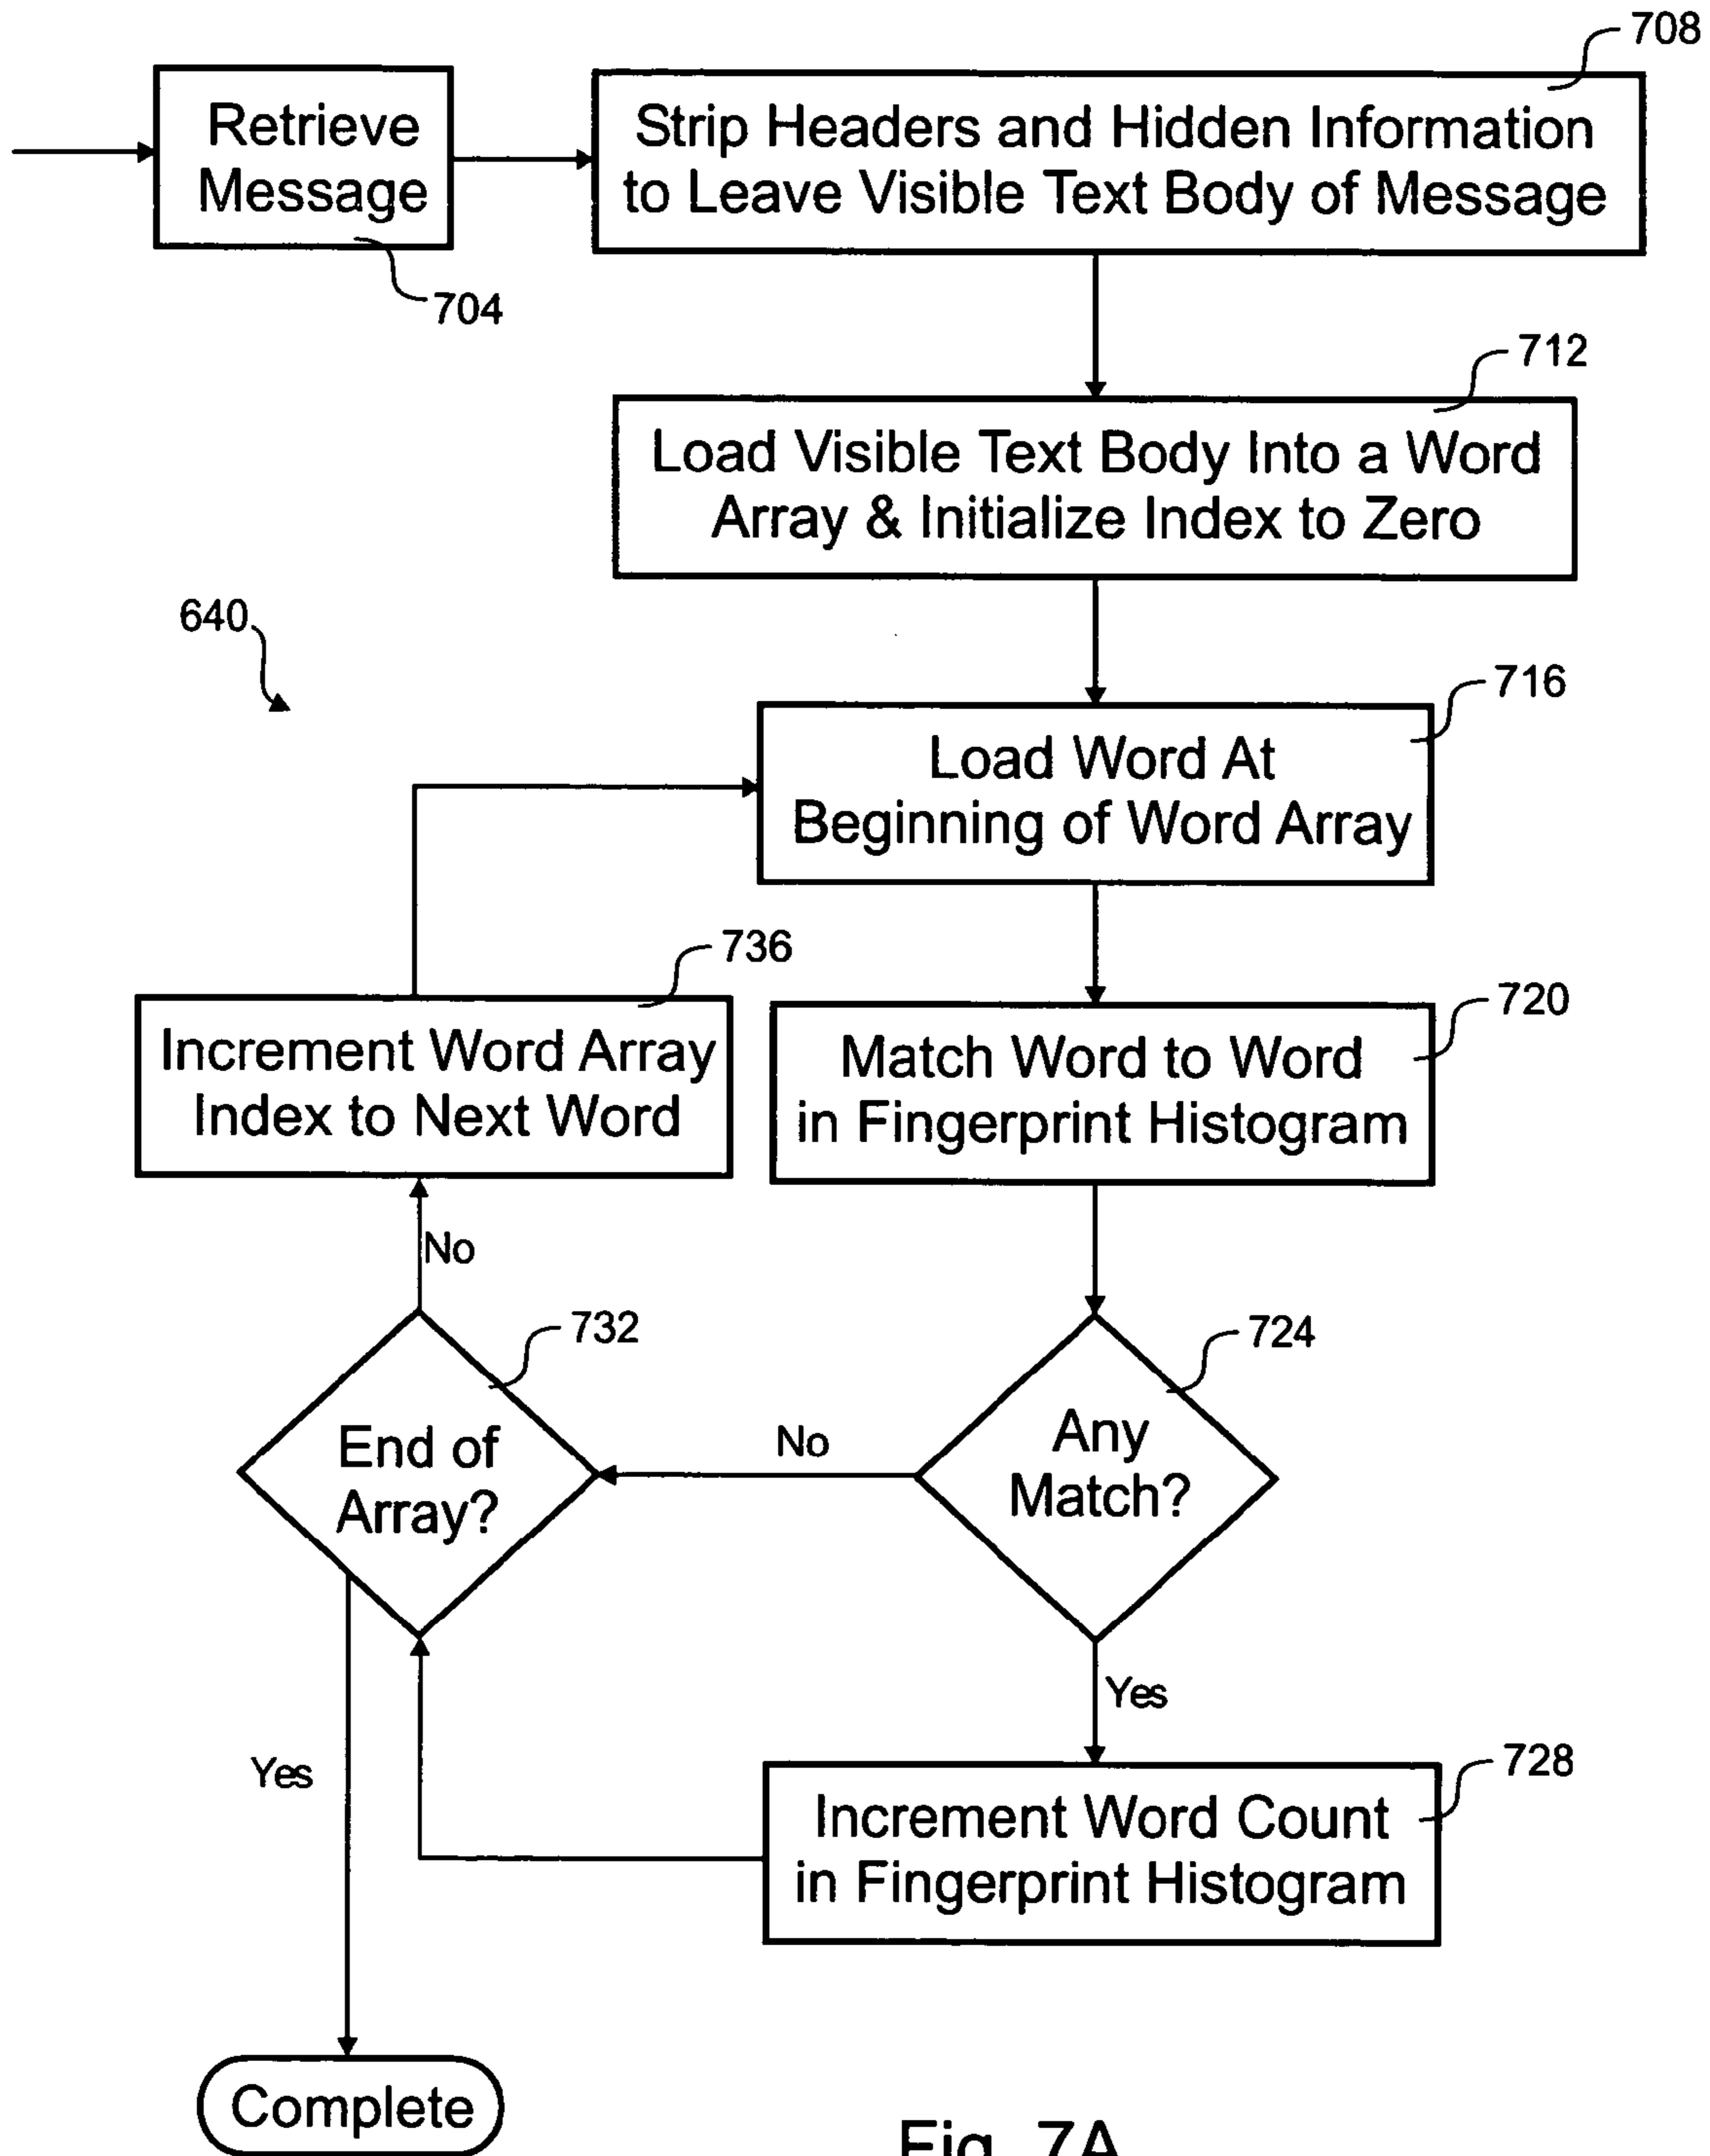 708
Retrieve
Message
704
Strip Headers and Hidden Information
to Leave Visible Text Body of Message
712
Load Visible Text Body Into a Word
Array & Initialize Index to Zero
640
716
Load Word At
Beginning of Word Array
736
Increment Word Array
Index to Next Word
720
Match Word to Word
in Fingerprint Histogram
No
732
End of
Array?
No
724
Any
Match?
Yes
Yes
728
Increment Word Count
in Fingerprint Histogram
Complete
Fig. 7A